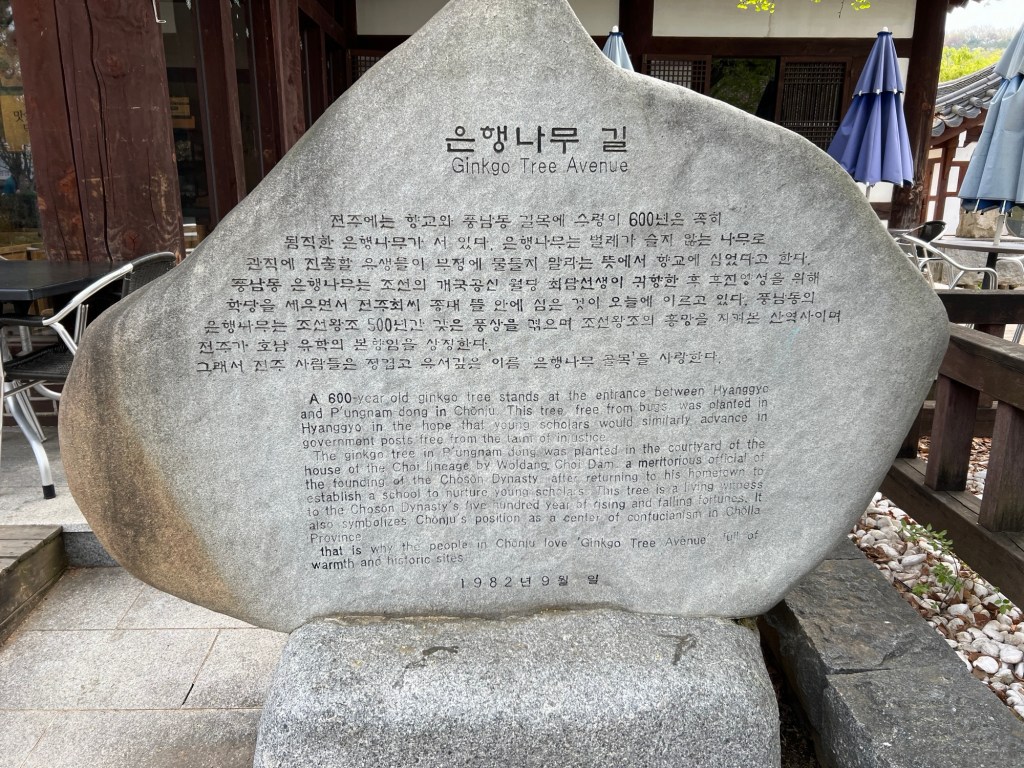 은행나무 길
Ginkgo Tree Avenue
전주에는 향교와 풍남동 길목에 수령이 600년은 족히
됨직한 은행나무가 서 있다. 은행나무는 벌레가 슬지 않는 나무로
관직에 진출할 유생들이 부정에 물들지 말라는 뜻에서 향교에 심었다고 한다.
풍남동 은행나무는 조선의 개국공신 월당 최담선생이 귀향한 후 후진양성을 위해
학당을 세우면서 전주최씨 종대 뜰 안에 심은 것이 오늘에 이르고 있다. 풍남동의
은행나무는 조선왕조 500년간 갖은 풍상을 겪으며 조선왕조의 흥망을 지켜본 산역사이며
전주가 호남 유학의 본향임을 상징한다.
그래서 전주 사람들은 정겹고 유서깊은 이름 '은행나무 골목'을 사랑한다.
A 600-year old ginkgo tree stands at the entrance between Hyanggyo
and P'ungnam dong in Chŏnju. This tree, free from bugs, was planted in
Hyanggyo in the hope that young scholars would similarly advance in
government posts free from the taint of injustice.
The ginkgo tree in P'ungnam dong was planted in the courtyard of the
house of the Choi lineage by Woldang Choi Dam, a meritorious official of
the founding of the Chosŏn Dynasty, after returning to his hometown to
establish a school to nurture young scholars. This tree is a living witness
to the Chosŏn Dynasty's five hundred year of rising and falling fortunes. It
also symbolizes Chŏnju's position as a center of confucianism in Chŏlla
Province.
that is why the people in Chŏnju love 'Ginkgo Tree Avenue' full of
warmth and historic sites.
1982년 9월 일